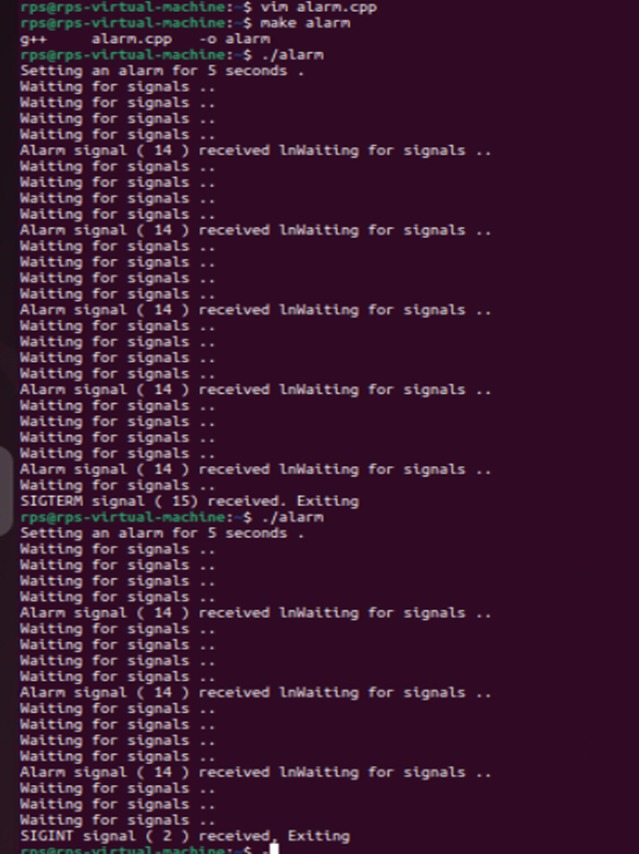 rps@rps-virtual-machine:~$ vim alarm.cpp
rps@rps-virtual-machine:~$ make alarm
g++     alarm.cpp   -o alarm
rps@rps-virtual-machine:~$ ./alarm
Setting an alarm for 5 seconds .
Waiting for signals ..
Waiting for signals ..
Waiting for signals ..
Waiting for signals ..
Alarm signal ( 14 ) received lnWaiting for signals ..
Waiting for signals ..
Waiting for signals ..
Waiting for signals ..
Waiting for signals ..
Alarm signal ( 14 ) received lnWaiting for signals ..
Waiting for signals ..
Waiting for signals ..
Waiting for signals ..
Waiting for signals ..
Alarm signal ( 14 ) received lnWaiting for signals ..
Waiting for signals ..
Waiting for signals ..
Waiting for signals ..
Waiting for signals ..
Alarm signal ( 14 ) received lnWaiting for signals ..
Waiting for signals ..
Waiting for signals ..
Waiting for signals ..
Waiting for signals ..
Alarm signal ( 14 ) received lnWaiting for signals ..
Waiting for signals ..
SIGTERM signal ( 15) received. Exiting
rps@rps-virtual-machine:~$ ./alarm
Setting an alarm for 5 seconds .
Waiting for signals ..
Waiting for signals ..
Waiting for signals ..
Waiting for signals ..
Alarm signal ( 14 ) received lnWaiting for signals ..
Waiting for signals ..
Waiting for signals ..
Waiting for signals ..
Waiting for signals ..
Alarm signal ( 14 ) received lnWaiting for signals ..
Waiting for signals ..
Waiting for signals ..
Waiting for signals ..
Waiting for signals ..
Alarm signal ( 14 ) received lnWaiting for signals ..
Waiting for signals ..
Waiting for signals ..
Waiting for signals ..
SIGINT signal ( 2 ) received. Exiting
rps@rps-virtual-machine:~$ .